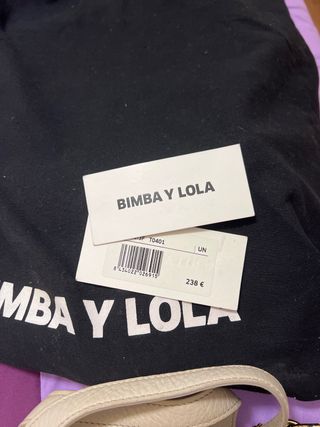 BIMBA Y LOLA
T0401
UN
238 €
MBA Y LOLA